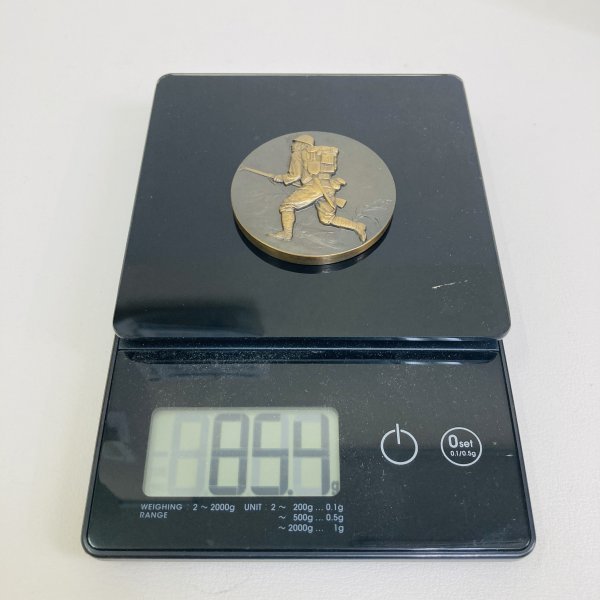 85.4
g
0set
0.1/0.5g
WEIGHING : 2 ~ 2000g UNIT : 2 ~ 200g ... 0.1g
RANGE ~ 500g ... 0.5g
~ 2000g ... 1g